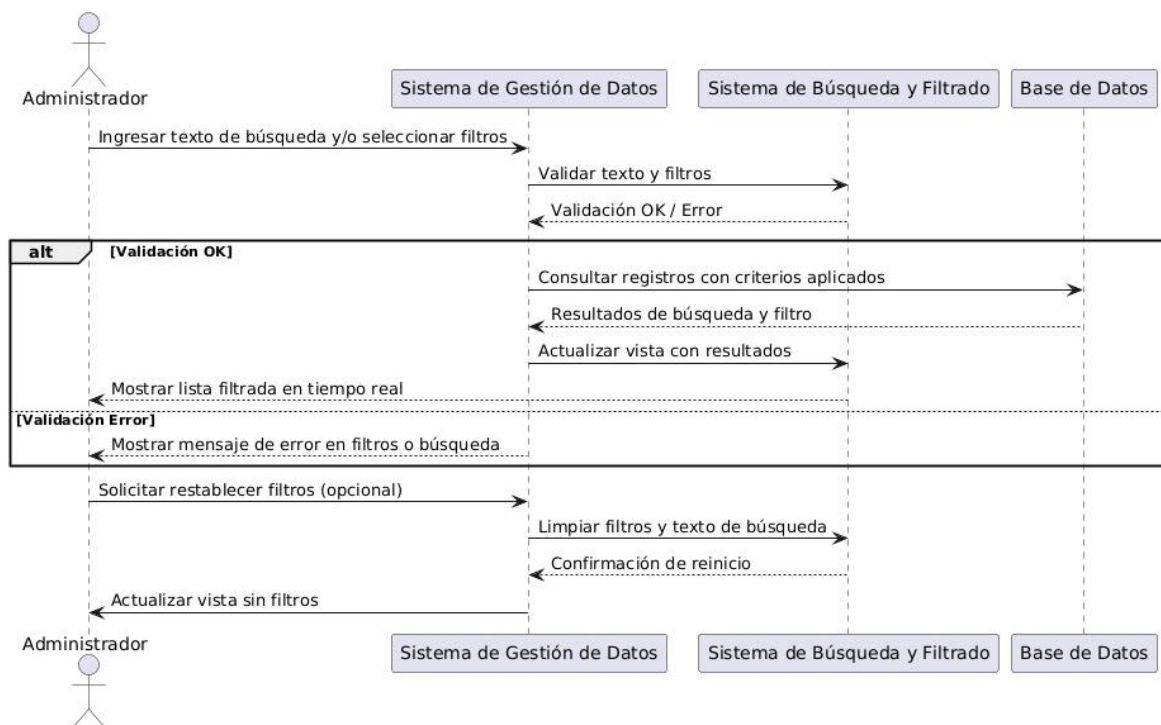 Administrador
Sistema de Gestión de Datos
Sistema de Búsqueda y Filtrado
Base de Datos
Ingresar texto de búsqueda y/o seleccionar filtros
Validar texto y filtros
Validación OK / Error
alt
[Validación OK]
Consultar registros con criterios aplicados
Resultados de búsqueda y filtro
Actualizar vista con resultados
Mostrar lista filtrada en tiempo real
[Validación Error]
Mostrar mensaje de error en filtros o búsqueda
Solicitar restablecer filtros (opcional)
Limpiar filtros y texto de búsqueda
Confirmación de reinicio
Actualizar vista sin filtros
Administrador
Sistema de Gestión de Datos
Sistema de Búsqueda y Filtrado
Base de Datos